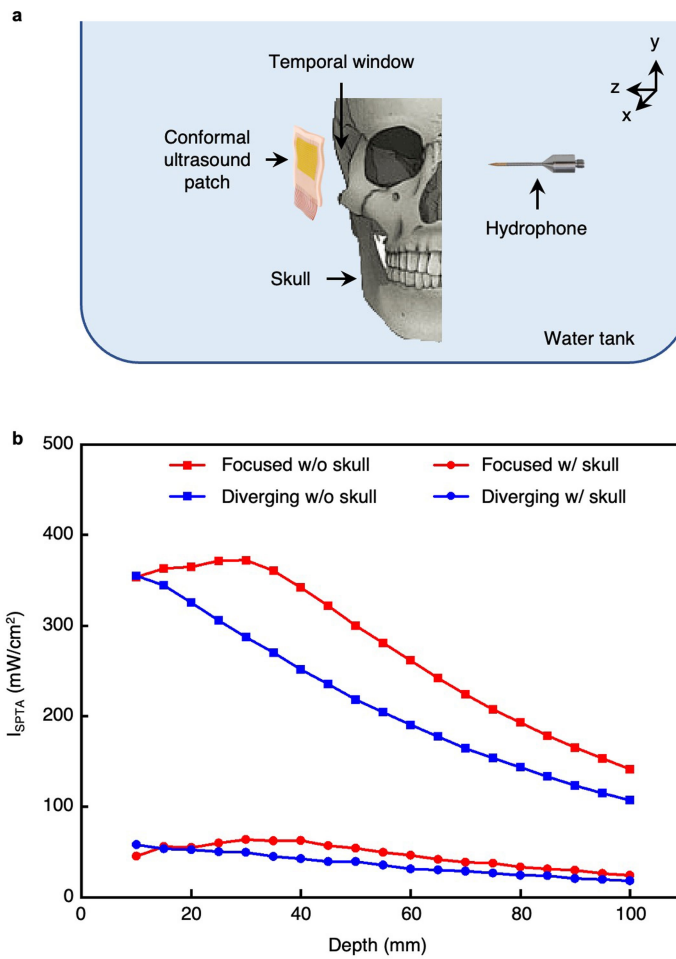 a
y
z
x
Temporal window
Conformal
ultrasound
patch
Hydrophone
Skull
Water tank
b
500
400
300
200
100
0
I_SPTA (mW/cm²)
Focused w/o skull
Focused w/ skull
Diverging w/o skull
Diverging w/ skull
0 20 40 60 80 100
Depth (mm)